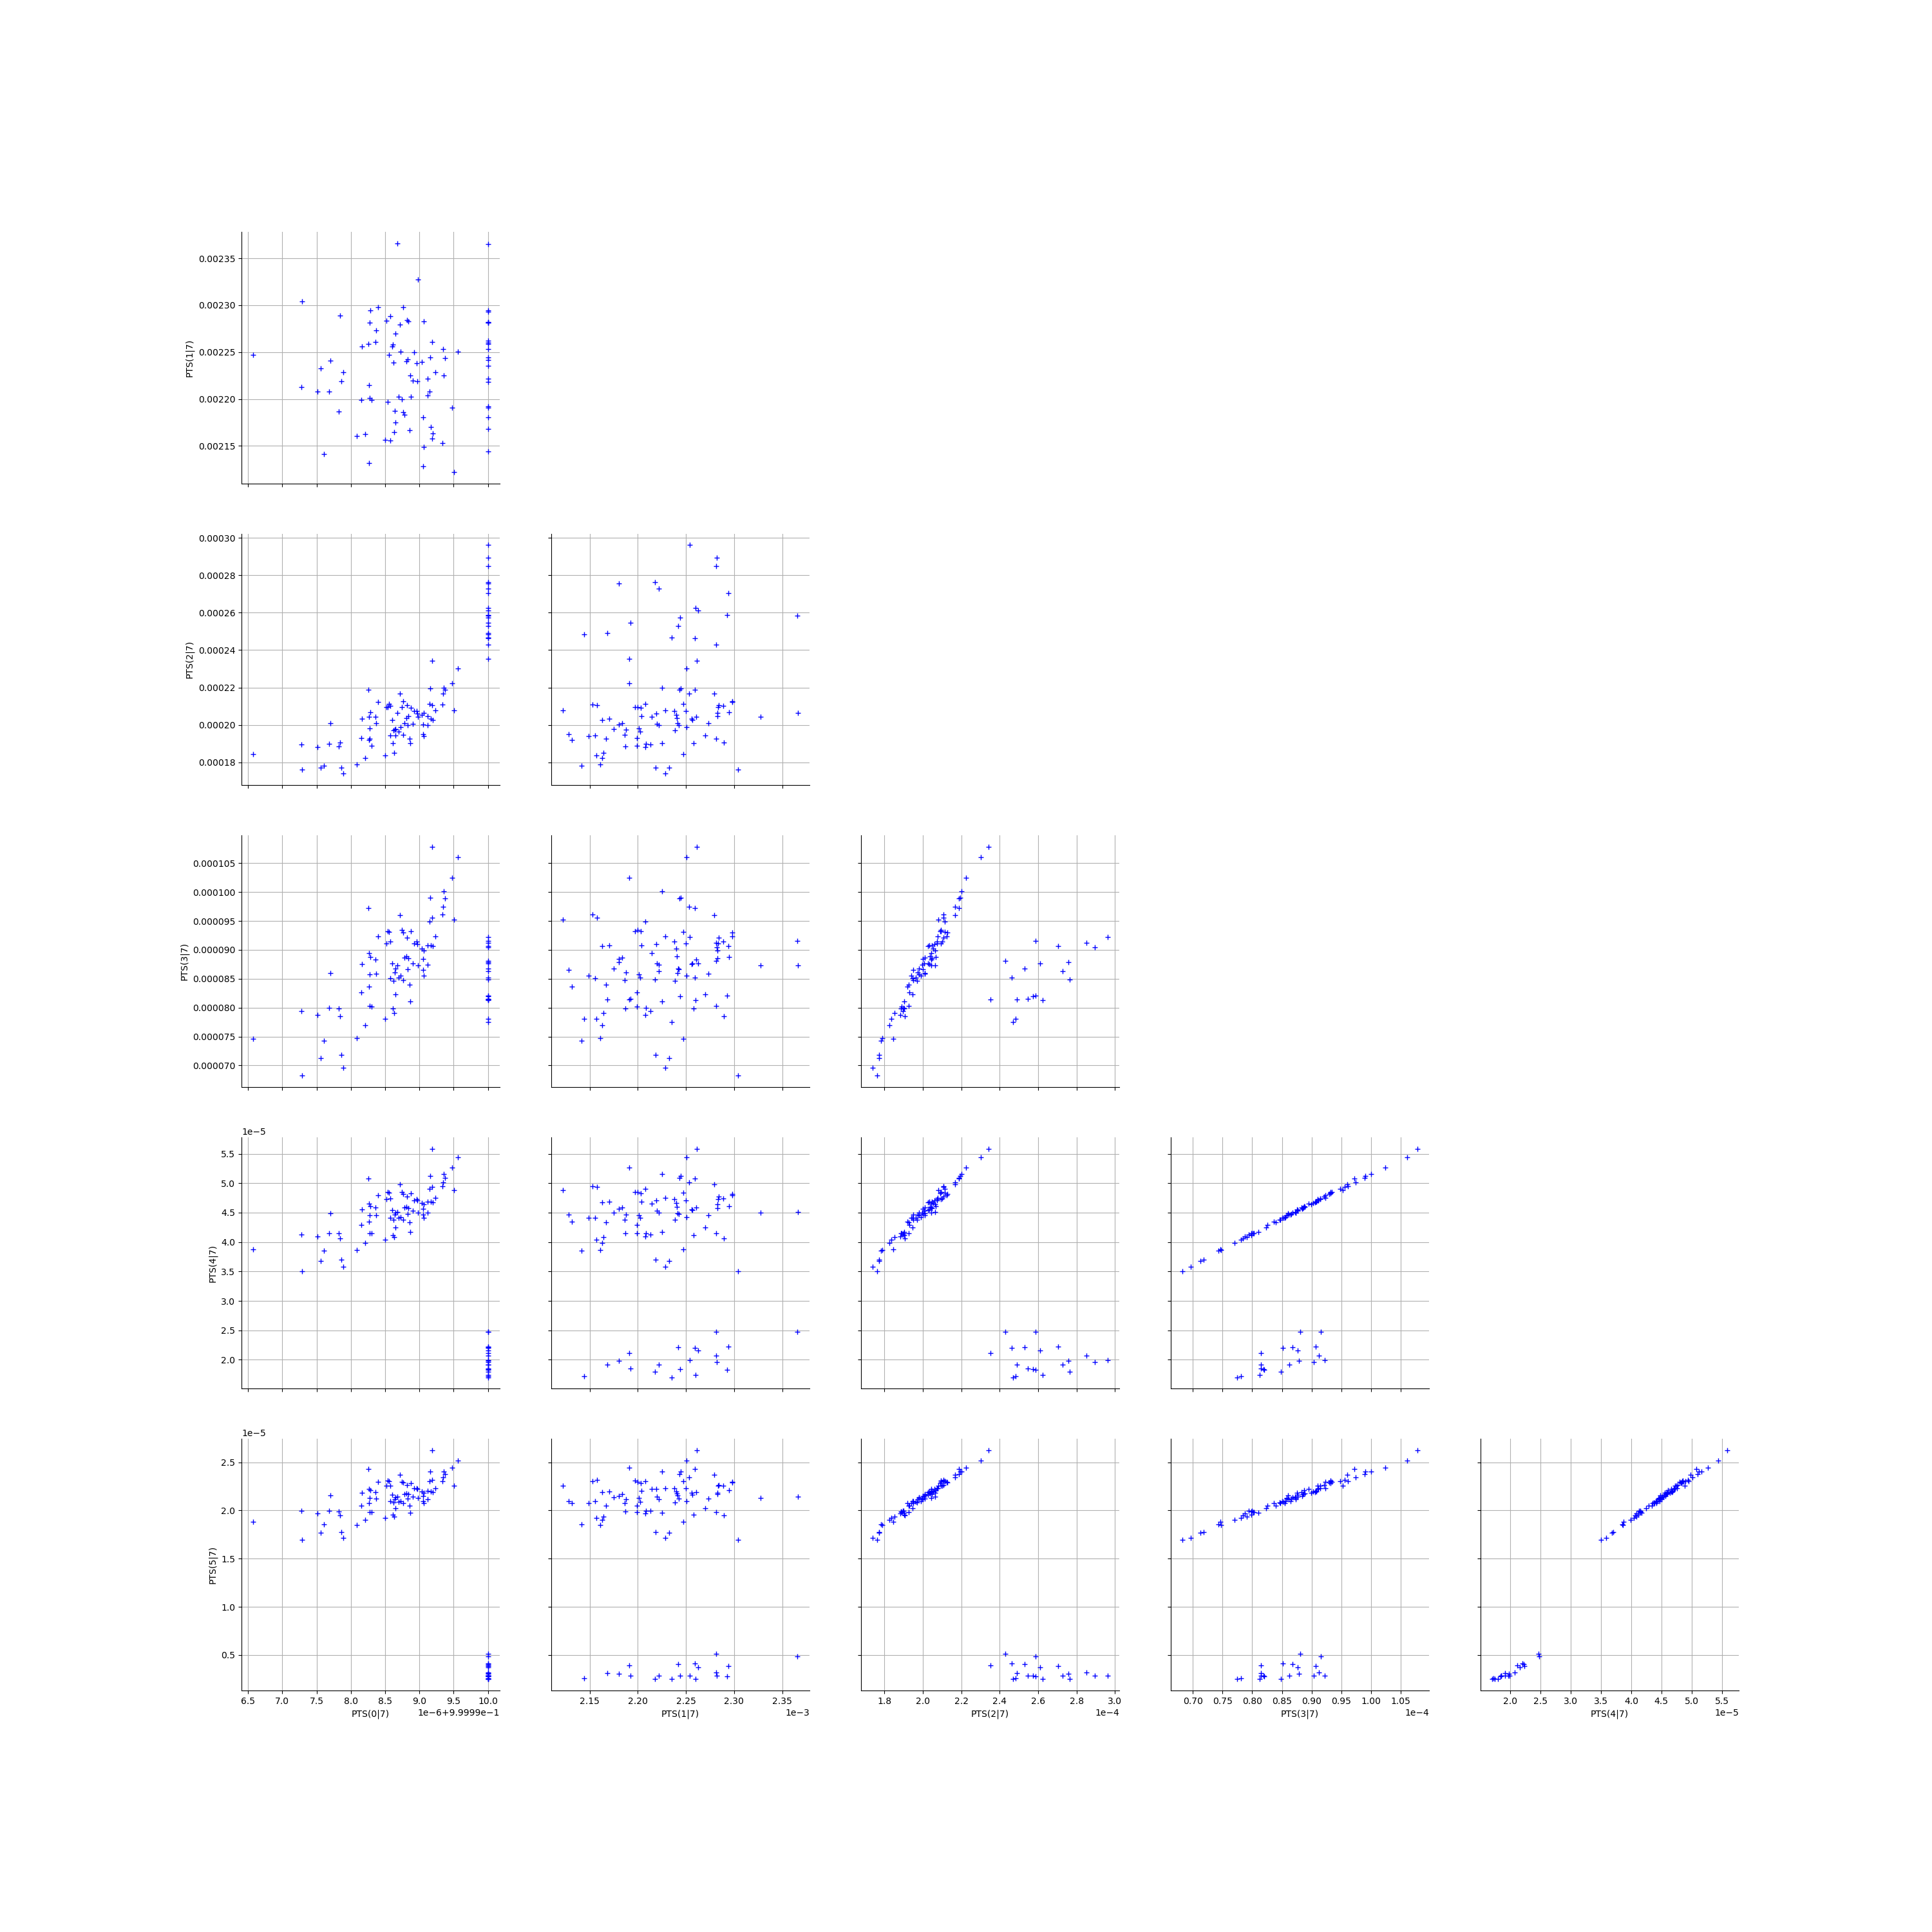 0.00235
0.00230
0.00225
0.00220
0.00215
PTS(1|7)
0.00030
0.00028
0.00026
0.00024
0.00022
0.00020
0.00018
PTS(2|7)
0.000105
0.000100
0.000095
0.000090
0.000085
0.000080
0.000075
0.000070
PTS(3|7)
1e−5
5.5
5.0
4.5
4.0
3.5
3.0
2.5
2.0
PTS(4|7)
1e−5
2.5
2.0
1.5
1.0
0.5
PTS(5|7)
6.5 7.0 7.5 8.0 8.5 9.0 9.5 10.0
PTS(0|7) 1e−6+9.9999e−1
2.15 2.20 2.25 2.30 2.35
PTS(1|7) 1e−3
1.8 2.0 2.2 2.4 2.6 2.8 3.0
PTS(2|7) 1e−4
0.70 0.75 0.80 0.85 0.90 0.95 1.00 1.05
PTS(3|7) 1e−4
2.0 2.5 3.0 3.5 4.0 4.5 5.0 5.5
PTS(4|7) 1e−5